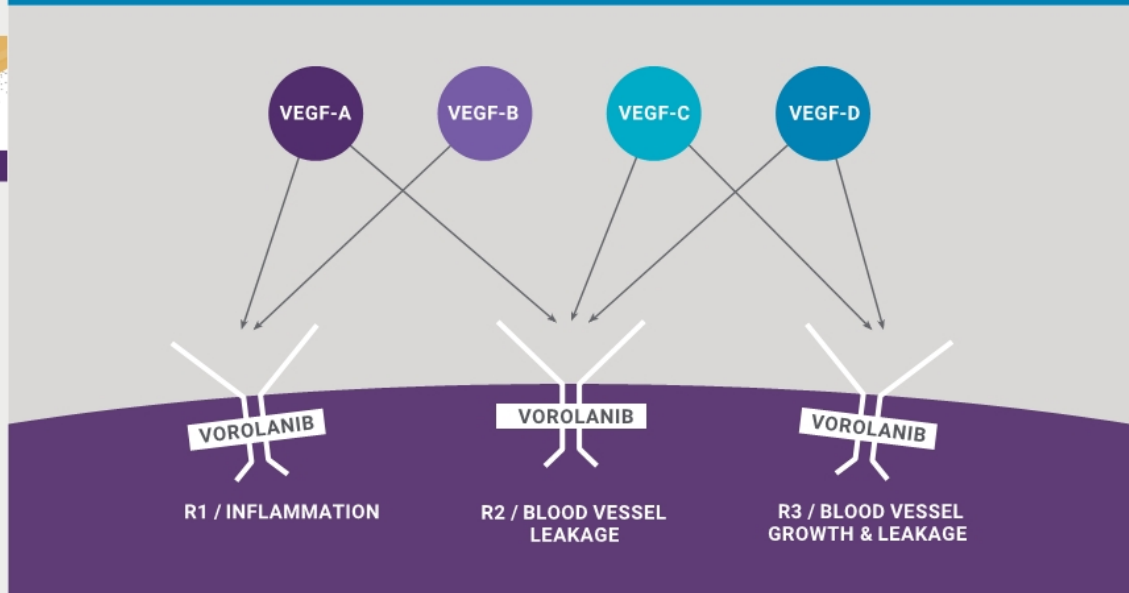 VEGF-A
VEGF-B
VEGF-C
VEGF-D
VOROLANIB
VOROLANIB
VOROLANIB
R1 / INFLAMMATION
R2 / BLOOD VESSEL
LEAKAGE
R3 / BLOOD VESSEL
GROWTH & LEAKAGE